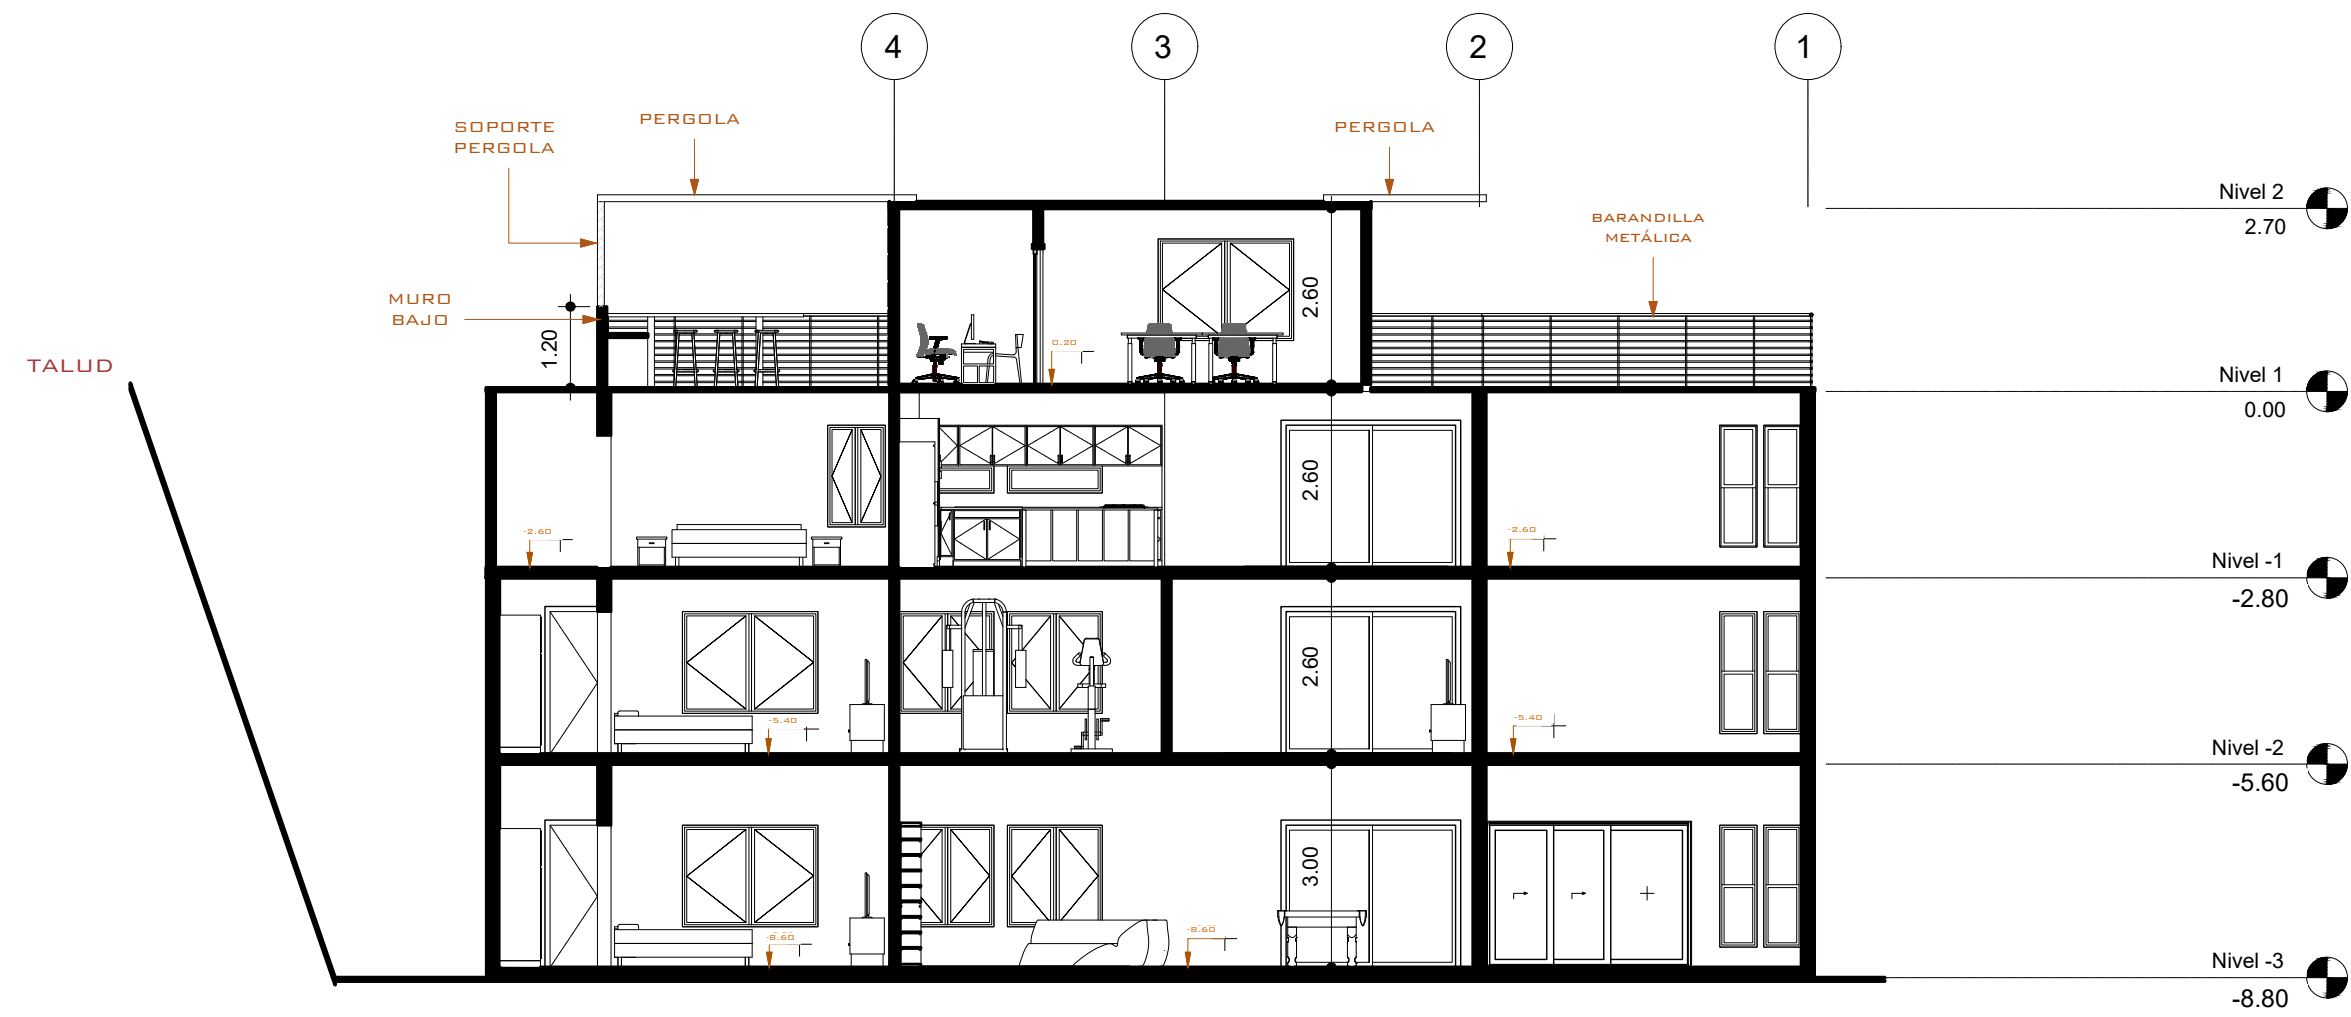 4
3
2
1
SOPORTE
PERGOLA
PERGOLA
PERGOLA
Nivel 2
2.70
BARANDILLA
METÁLICA
MURO
BAJO
1.20
2.60
0.20
TALUD
Nivel 1
0.00
2.60
-2.60
-2.60
Nivel -1
-2.80
2.60
-5.40
-5.40
Nivel -2
-5.60
3.00
-8.60
-8.60
Nivel -3
-8.80